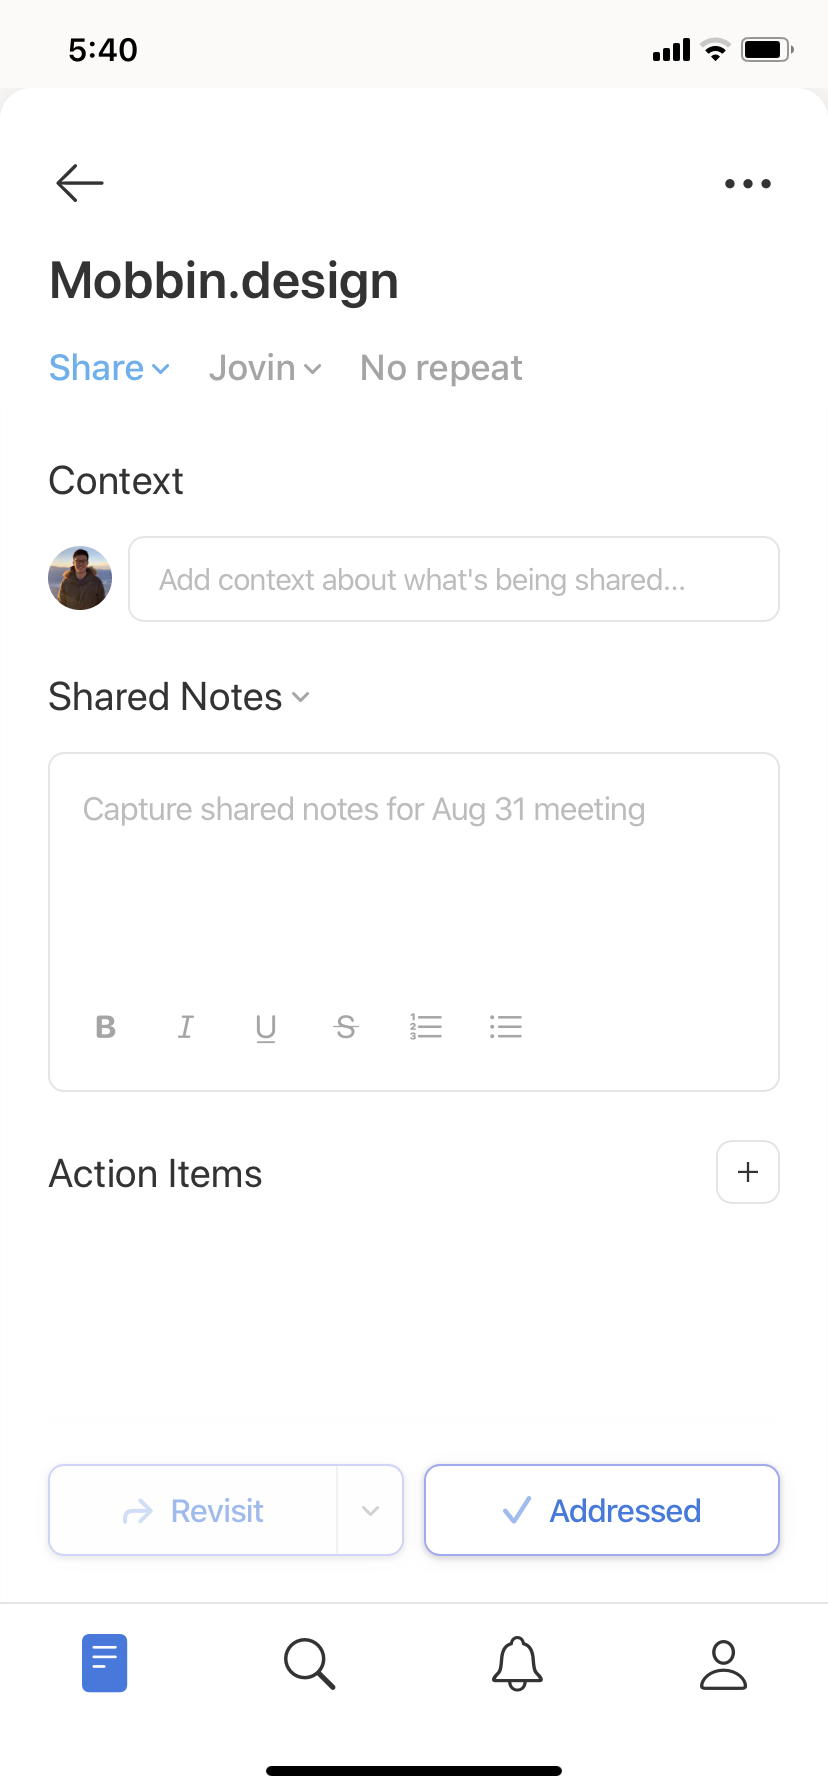 5:40
Mobbin.design
Share Jovin No repeat
Context
Add context about what's being shared...
Shared Notes
Capture shared notes for Aug 31 meeting
B I U S
Action Items
Revisit Addressed